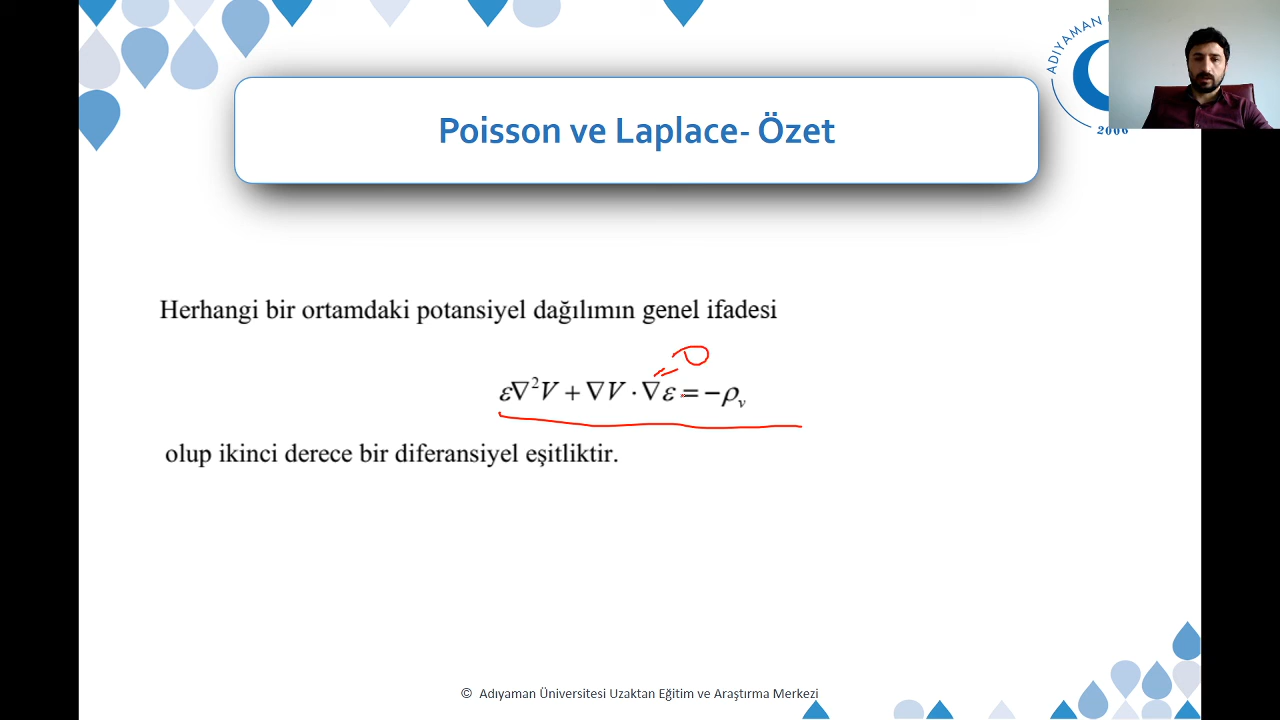 ADIYAMAN
2006
Poisson ve Laplace- Özet
Herhangi bir ortamdaki potansiyel dağılımın genel ifadesi
0
ε∇²V + ∇V · ∇ε = −ρᵥ
olup ikinci derece bir diferansiyel eşitliktir.
© Adıyaman Üniversitesi Uzaktan Eğitim ve Araştırma Merkezi